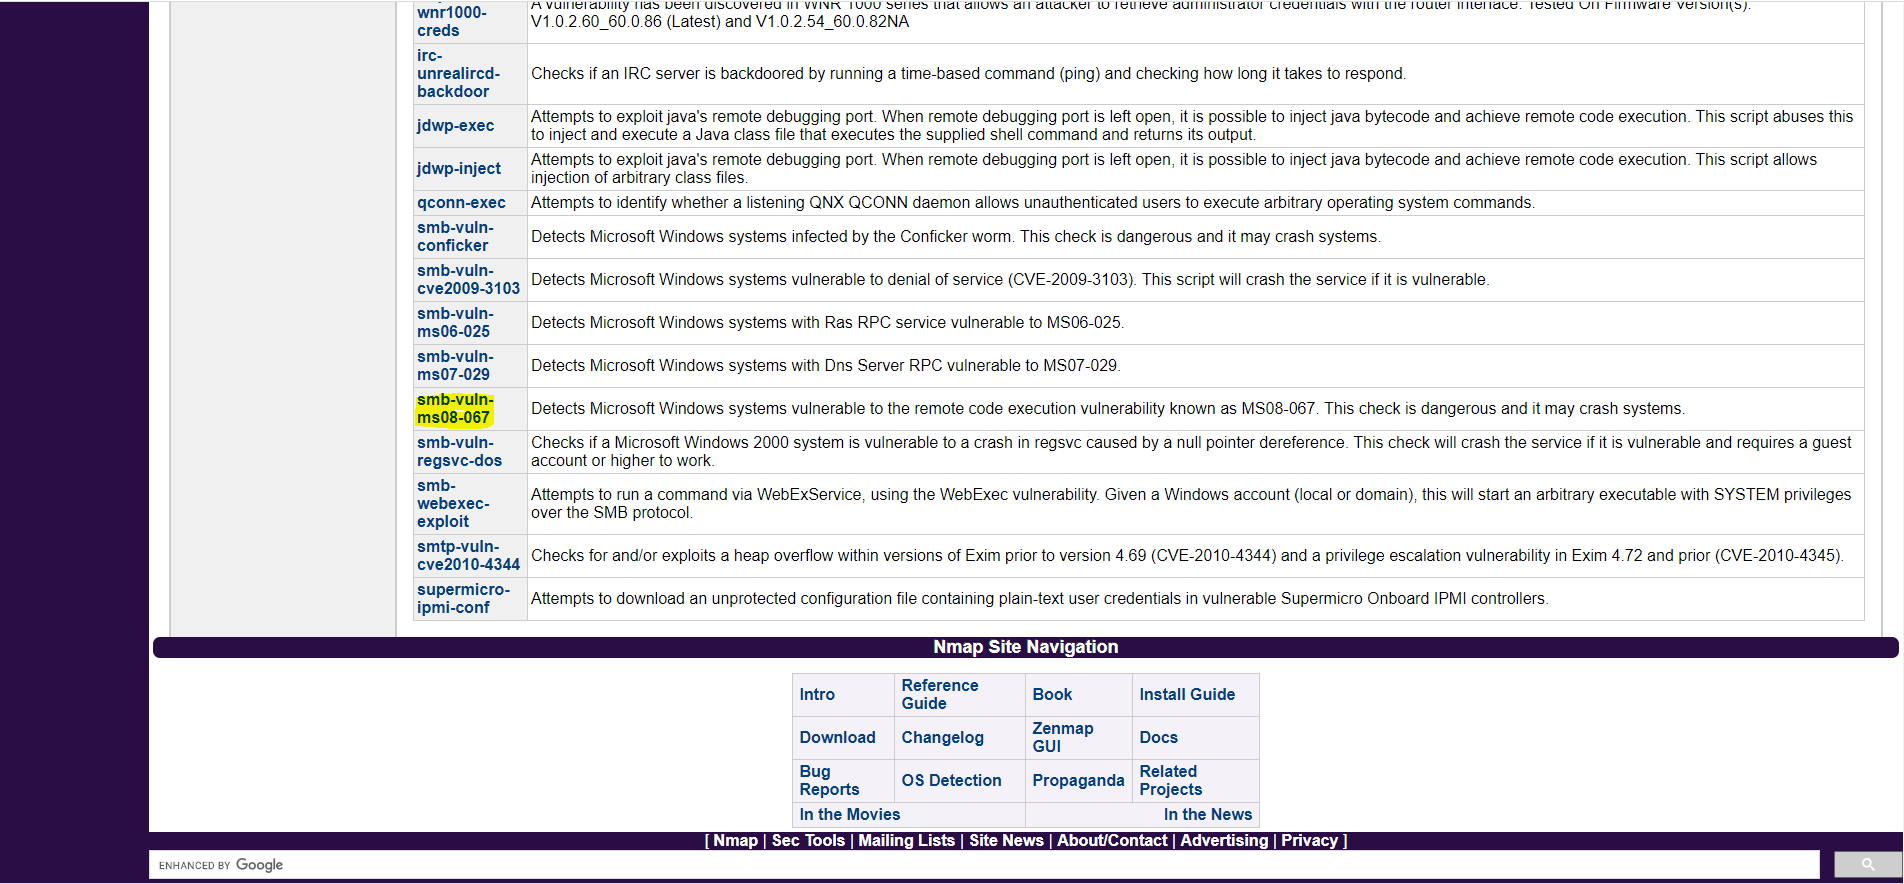 wnr1000-
creds
A vulnerability has been discovered in WNR 1000 series that allows an attacker to retrieve administrator credentials with the router interface. Tested On Firmware Version(s):
V1.0.2.60_60.0.86 (Latest) and V1.0.2.54_60.0.82NA
irc-
unrealircd-
backdoor
Checks if an IRC server is backdoored by running a time-based command (ping) and checking how long it takes to respond.
jdwp-exec
Attempts to exploit java's remote debugging port. When remote debugging port is left open, it is possible to inject java bytecode and achieve remote code execution. This script abuses this
to inject and execute a Java class file that executes the supplied shell command and returns its output.
jdwp-inject
Attempts to exploit java's remote debugging port. When remote debugging port is left open, it is possible to inject java bytecode and achieve remote code execution. This script allows
injection of arbitrary class files.
qconn-exec
Attempts to identify whether a listening QNX QCONN daemon allows unauthenticated users to execute arbitrary operating system commands.
smb-vuln-
conficker
Detects Microsoft Windows systems infected by the Conficker worm. This check is dangerous and it may crash systems.
smb-vuln-
cve2009-3103
Detects Microsoft Windows systems vulnerable to denial of service (CVE-2009-3103). This script will crash the service if it is vulnerable.
smb-vuln-
ms06-025
Detects Microsoft Windows systems with Ras RPC service vulnerable to MS06-025.
smb-vuln-
ms07-029
Detects Microsoft Windows systems with Dns Server RPC vulnerable to MS07-029.
smb-vuln-
ms08-067
Detects Microsoft Windows systems vulnerable to the remote code execution vulnerability known as MS08-067. This check is dangerous and it may crash systems.
smb-vuln-
regsvc-dos
Checks if a Microsoft Windows 2000 system is vulnerable to a crash in regsvc caused by a null pointer dereference. This check will crash the service if it is vulnerable and requires a guest
account or higher to work.
smb-
webexec-
exploit
Attempts to run a command via WebExService, using the WebExec vulnerability. Given a Windows account (local or domain), this will start an arbitrary executable with SYSTEM privileges
over the SMB protocol.
smtp-vuln-
cve2010-4344
Checks for and/or exploits a heap overflow within versions of Exim prior to version 4.69 (CVE-2010-4344) and a privilege escalation vulnerability in Exim 4.72 and prior (CVE-2010-4345).
supermicro-
ipmi-conf
Attempts to download an unprotected configuration file containing plain-text user credentials in vulnerable Supermicro Onboard IPMI controllers.
Nmap Site Navigation
Intro
Reference
Guide
Book
Install Guide
Download
Changelog
Zenmap
GUI
Docs
Bug
Reports
OS Detection
Propaganda
Related
Projects
In the Movies
In the News
[ Nmap | Sec Tools | Mailing Lists | Site News | About/Contact | Advertising | Privacy ]
ENHANCED BY Google